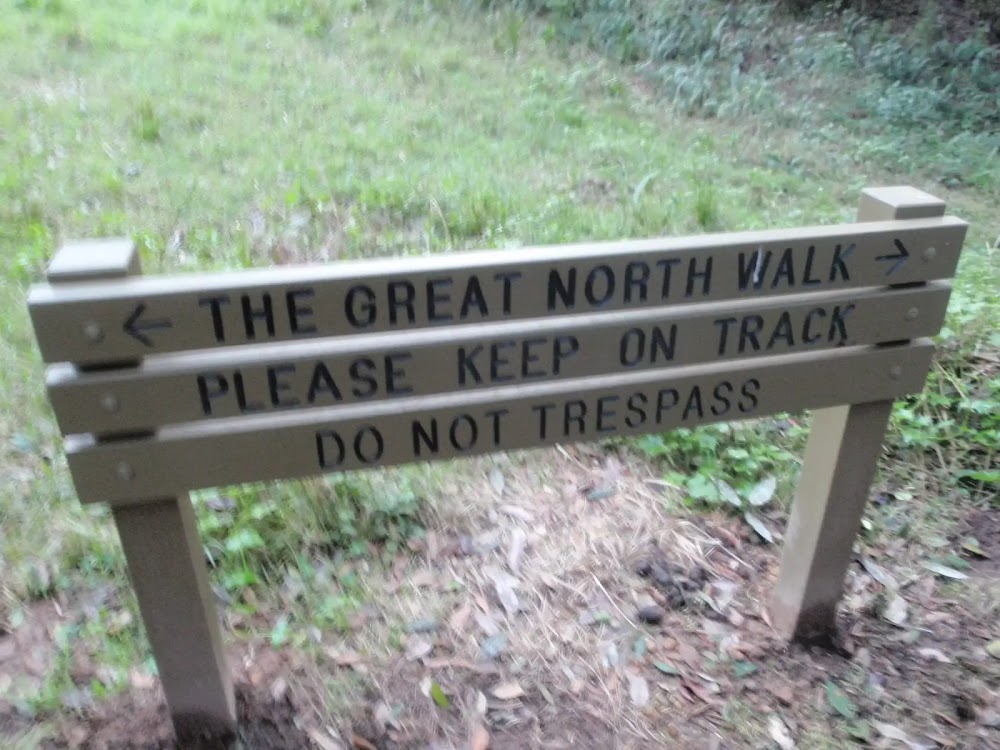 ← THE GREAT NORTH WALK →
PLEASE KEEP ON TRACK
DO NOT TRESPASS